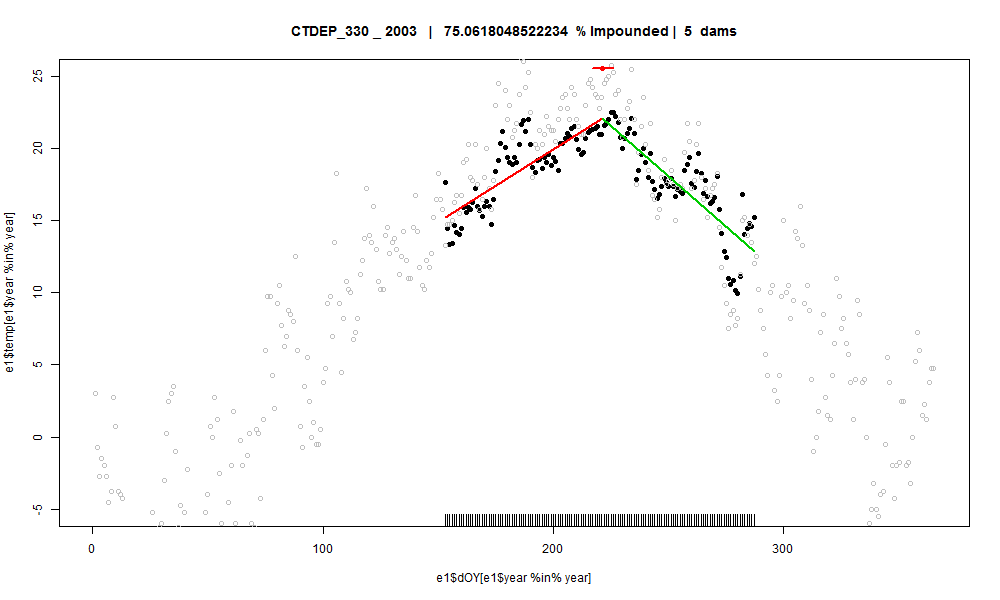 CTDEP_330 _ 2003 | 75.0618048522234 % Impounded | 5 dams
e1$temp[e1$year %in% year]
25
20
15
10
5
0
-5
0 100 200 300
e1$dOY[e1$year %in% year]